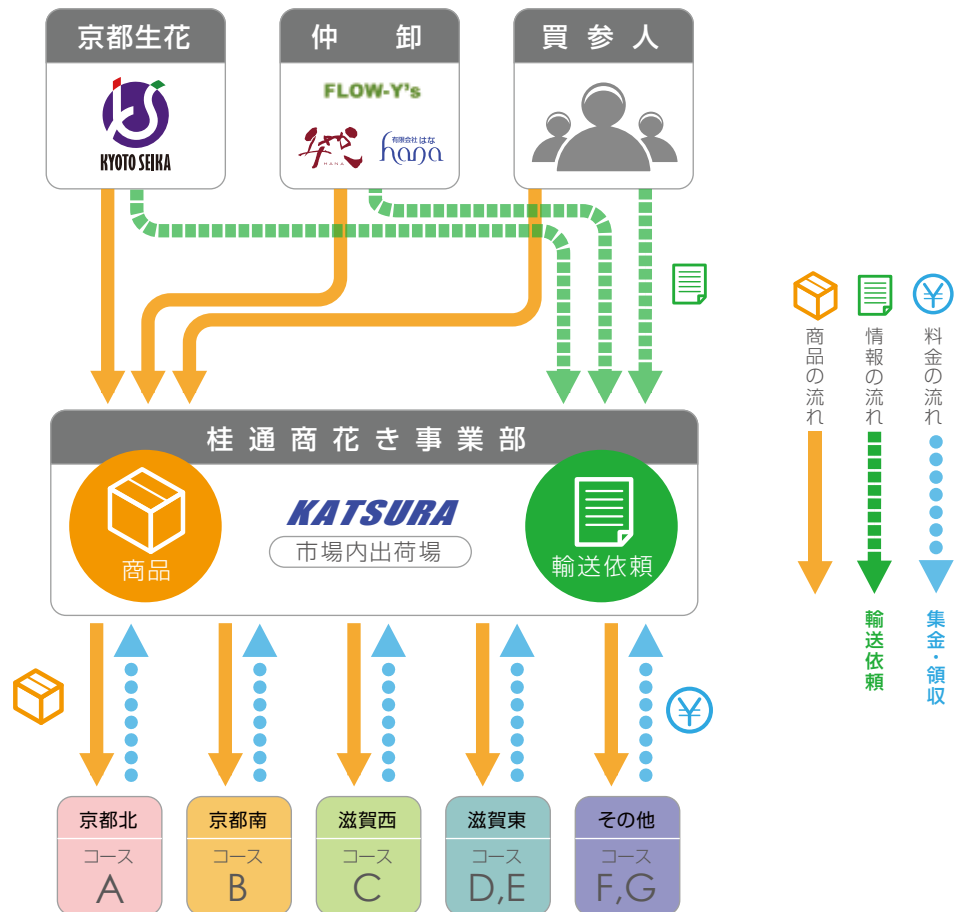 京都生花
KYOTO SEIKA
仲 卸
FLOW-Y's
HANA
有限会社はな
hana
買参人
桂通商花き事業部
商品
KATSURA
市場内出荷場
輸送依頼
京都北
コース
A
京都南
コース
B
滋賀西
コース
C
滋賀東
コース
D,E
その他
コース
F,G
商品の流れ
情報の流れ
輸送依頼
料金の流れ
集金・領収